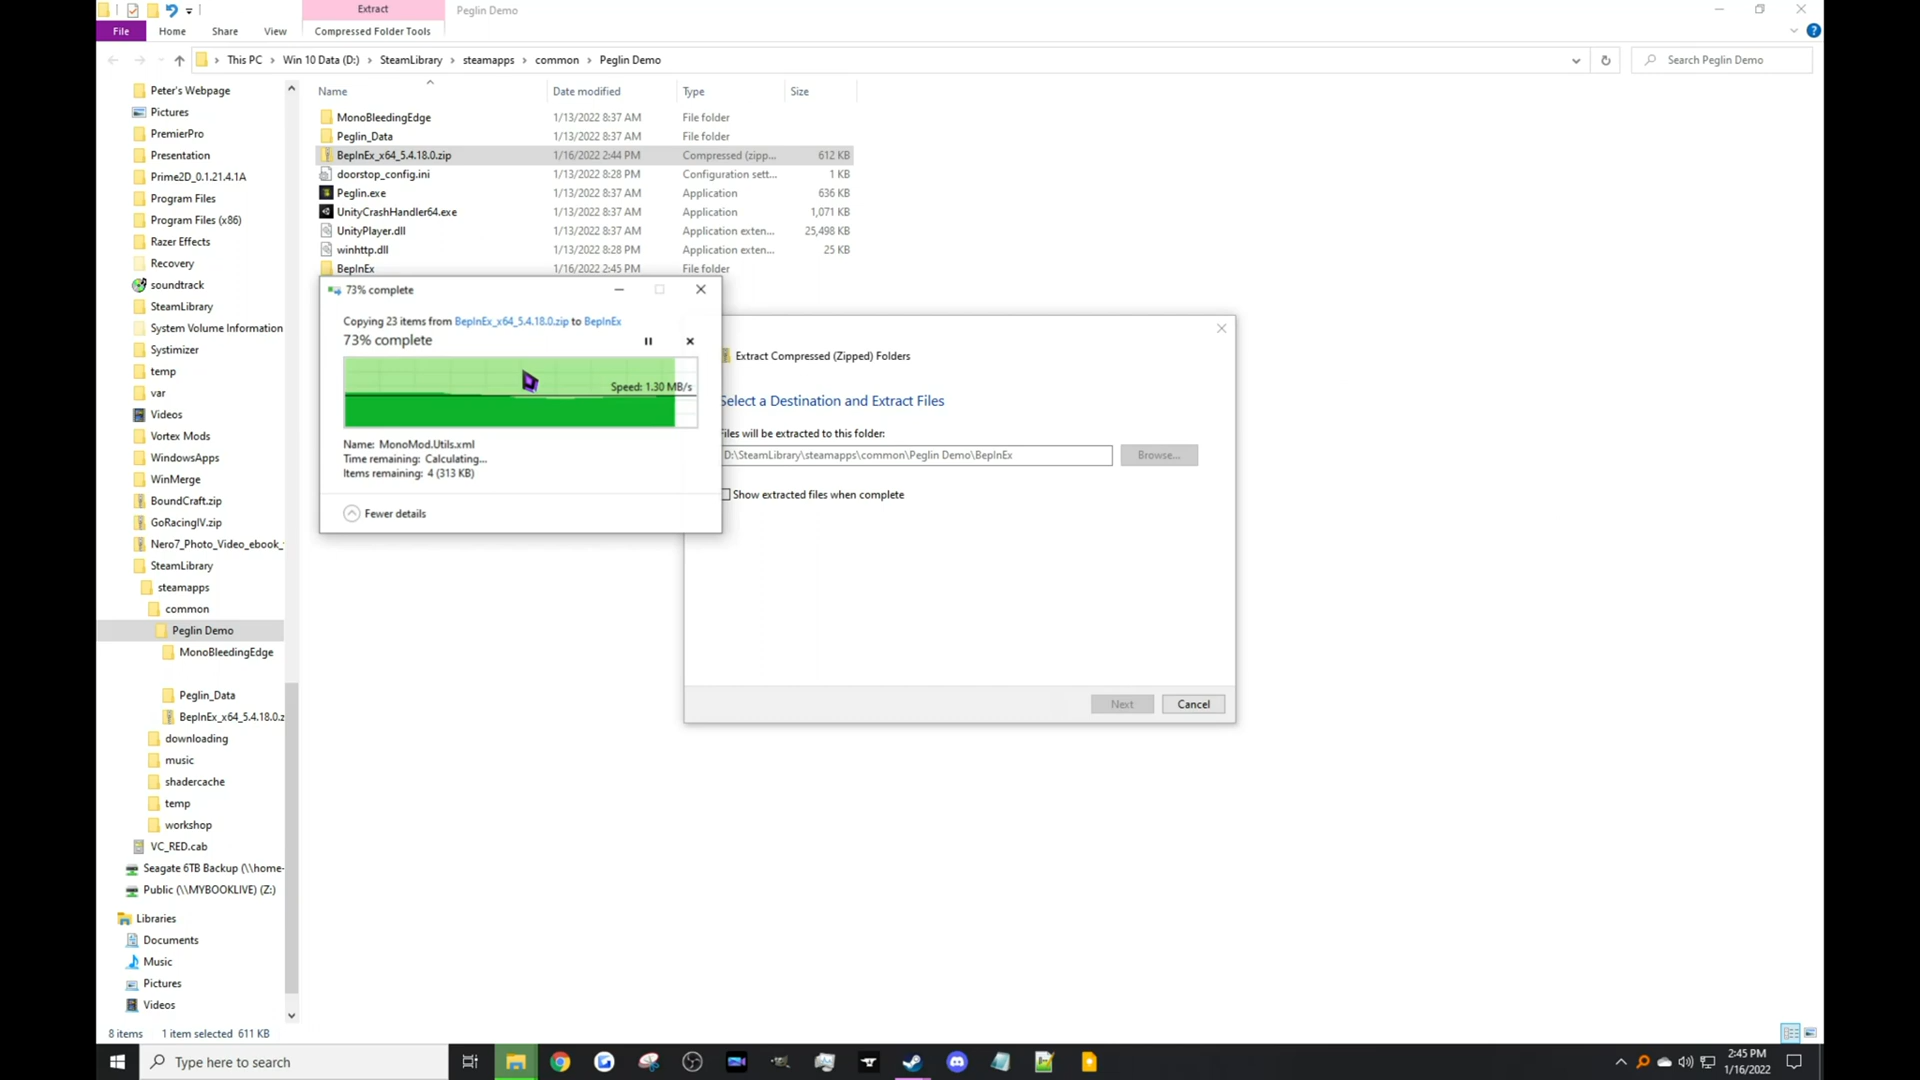 Extract
Peglin Demo
File
Home
Share
View
Compressed Folder Tools
This PC > Win 10 Data (D:) > SteamLibrary > steamapps > common > Peglin Demo
Search Peglin Demo
Name
Date modified
Type
Size
MonoBleedingEdge 1/13/2022 8:37 AM File folder
Peglin_Data 1/13/2022 8:37 AM File folder
BepInEx_x64_5.4.18.0.zip 1/16/2022 2:44 PM Compressed (zipp... 612 KB
doorstop_config.ini 1/13/2022 8:28 PM Configuration sett... 1 KB
Peglin.exe 1/13/2022 8:37 AM Application 636 KB
UnityCrashHandler64.exe 1/13/2022 8:37 AM Application 1,071 KB
UnityPlayer.dll 1/13/2022 8:37 AM Application exten... 25,498 KB
winhttp.dll 1/13/2022 8:28 PM Application exten... 25 KB
BepInEx 1/16/2022 2:45 PM File folder
73% complete
Copying 23 items from BepInEx_x64_5.4.18.0.zip to BepInEx
73% complete
Speed: 1.30 MB/s
Name: MonoMod.Utils.xml
Time remaining: Calculating...
Items remaining: 4 (313 KB)
Fewer details
Extract Compressed (Zipped) Folders
Select a Destination and Extract Files
Files will be extracted to this folder:
D:\SteamLibrary\steamapps\common\Peglin Demo\BepInEx
Browse...
Show extracted files when complete
Next
Cancel
Peter's Webpage
Pictures
PremierPro
Presentation
Prime2D_0.1.21.4.1A
Program Files
Program Files (x86)
Razer Effects
Recovery
soundtrack
SteamLibrary
System Volume Information
Systimizer
temp
var
Videos
Vortex Mods
WindowsApps
WinMerge
BoundCraft.zip
GoRacingIV.zip
Nero7_Photo_Video_ebook_
SteamLibrary
steamapps
common
Peglin Demo
MonoBleedingEdge
Peglin_Data
BepInEx_x64_5.4.18.0.z
downloading
music
shadercache
temp
workshop
VC_RED.cab
Seagate 6TB Backup (\\home-
Public (\\MYBOOKLIVE) (Z:)
Libraries
Documents
Music
Pictures
Videos
8 items
1 item selected 611 KB
Type here to search
2:45 PM
1/16/2022